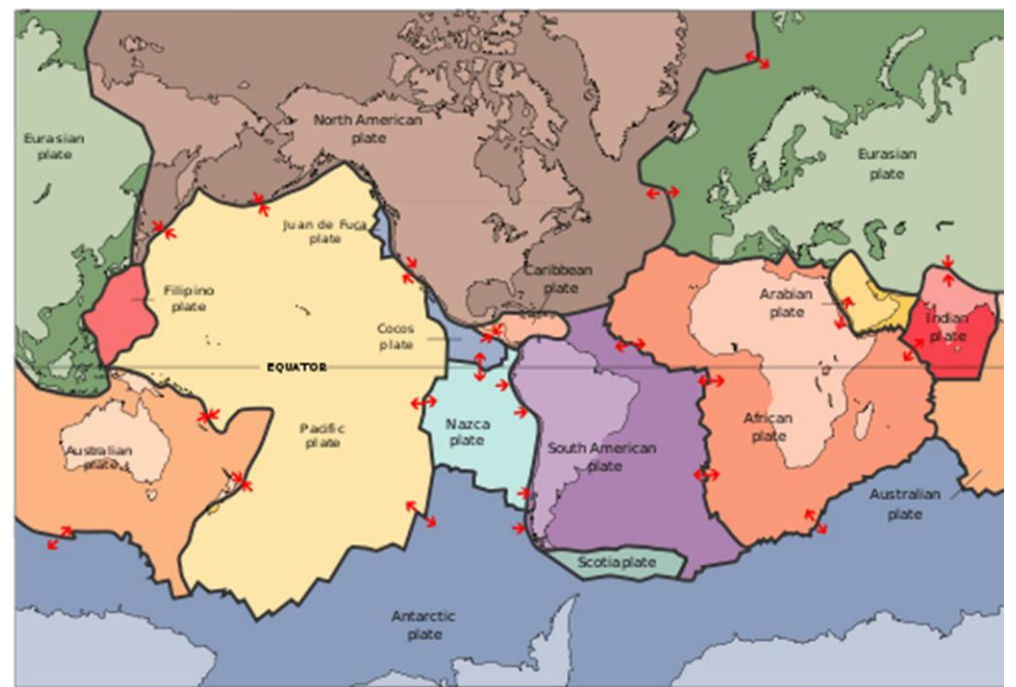 Eurasian
plate
North American
plate
Eurasian
plate
Juan de Fuca
plate
Caribbean
plate
Filipino
plate
Arabian
plate
Cocos
plate
Indian
plate
EQUATOR
Nazca
plate
Pacific
plate
African
plate
Australian
plate
South American
plate
Australian
plate
Scotia plate
Antarctic
plate